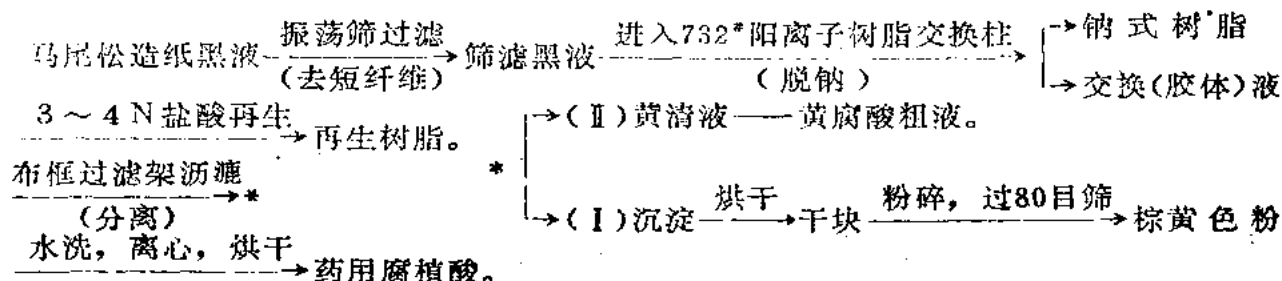 振荡筛过滤 进入732#阳离子树脂交换柱 →钠式树脂
马尾松造纸黑液——→筛滤黑液——→
(去短纤维) (脱钠) →交换(胶体)液
3~4N盐酸再生 →(Ⅱ)黄清液——黄腐酸粗液。
——→再生树脂。
布框过滤架沥漉 *
——→*
烘干 粉碎,过80目筛
(分离) →(Ⅰ)沉淀——→干块——→棕黄色粉
水洗,离心,烘干
——→药用腐植酸。